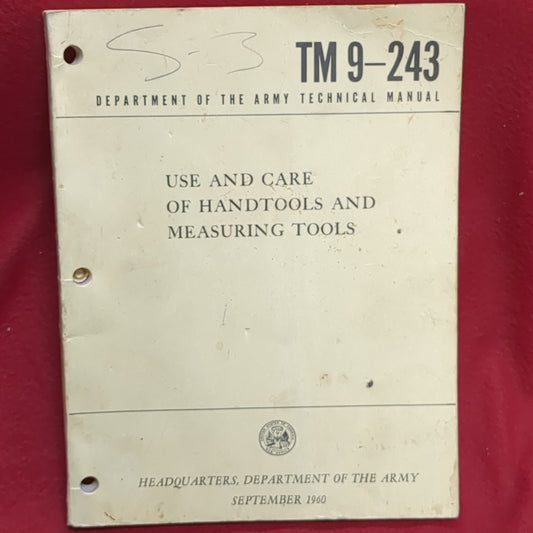 S-3
TM 9-243
DEPARTMENT OF THE ARMY TECHNICAL MANUAL
USE AND CARE
OF HANDTOOLS AND
MEASURING TOOLS
HEADQUARTERS, DEPARTMENT OF THE ARMY
SEPTEMBER 1960